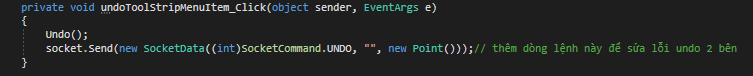 private void undoToolStripMenuItem_Click(object sender, EventArgs e)
{
    Undo();
    socket.Send(new SocketData((int)SocketCommand.UNDO, "", new Point()));// thêm dòng lệnh này để sửa lỗi undo 2 bên
}